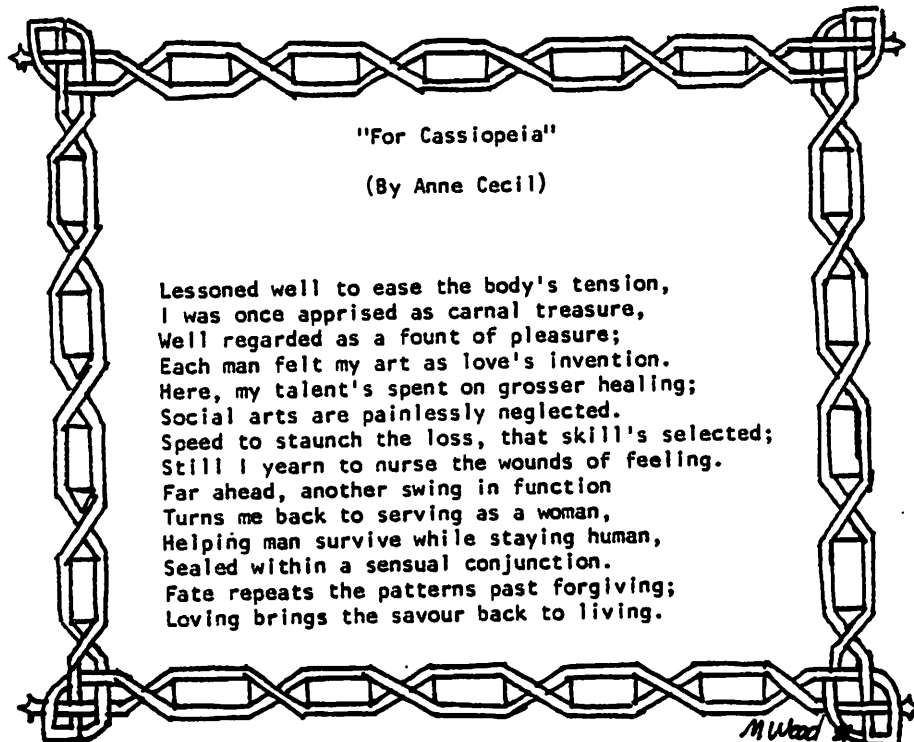 "For Cassiopeia"
(By Anne Cecil)
Lessoned well to ease the body's tension,
I was once apprised as carnal treasure,
Well regarded as a fount of pleasure;
Each man felt my art as love's invention.
Here, my talent's spent on grosser healing;
Social arts are painlessly neglected.
Speed to staunch the loss, that skill's selected;
Still I yearn to nurse the wounds of feeling.
Far ahead, another swing in function
Turns me back to serving as a woman,
Helping man survive while staying human,
Sealed within a sensual conjunction.
Fate repeats the patterns past forgiving;
Loving brings the savour back to living.
M Wood